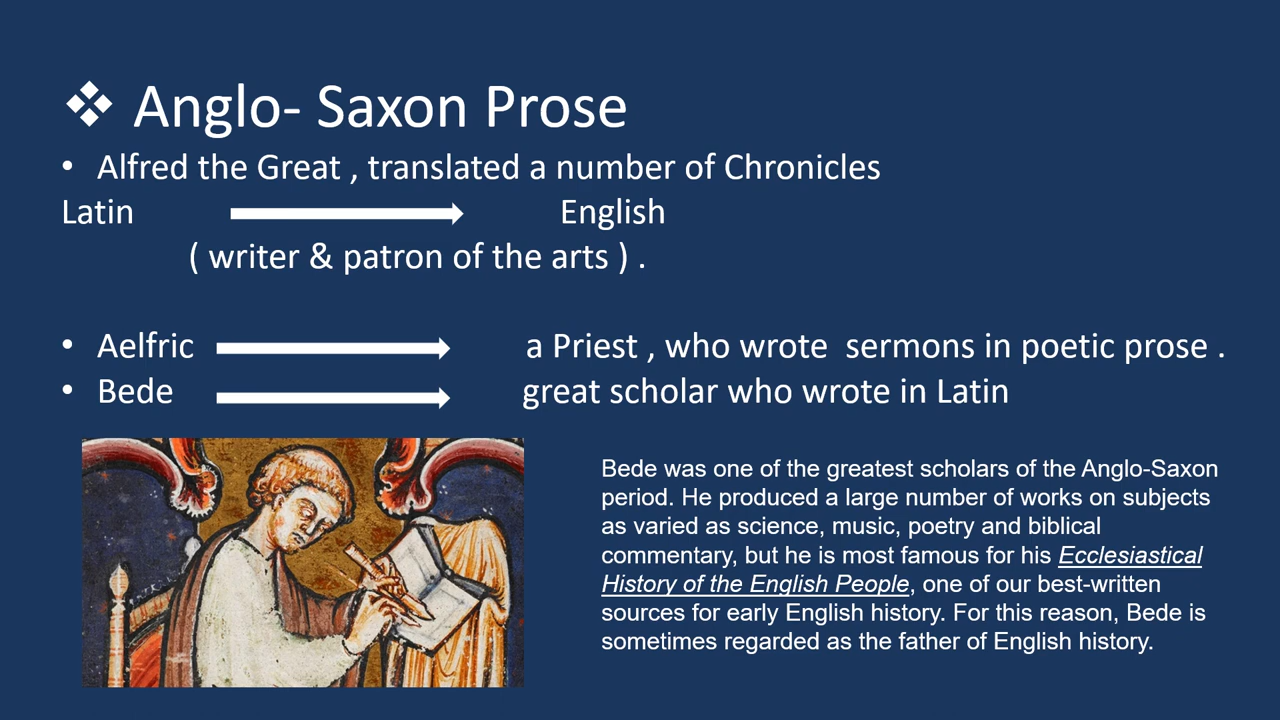 ❖ Anglo- Saxon Prose
• Alfred the Great , translated a number of Chronicles
Latin English
( writer & patron of the arts ) .
• Aelfric a Priest , who wrote sermons in poetic prose .
• Bede great scholar who wrote in Latin
Bede was one of the greatest scholars of the Anglo-Saxon
period. He produced a large number of works on subjects
as varied as science, music, poetry and biblical
commentary, but he is most famous for his Ecclesiastical
History of the English People, one of our best-written
sources for early English history. For this reason, Bede is
sometimes regarded as the father of English history.